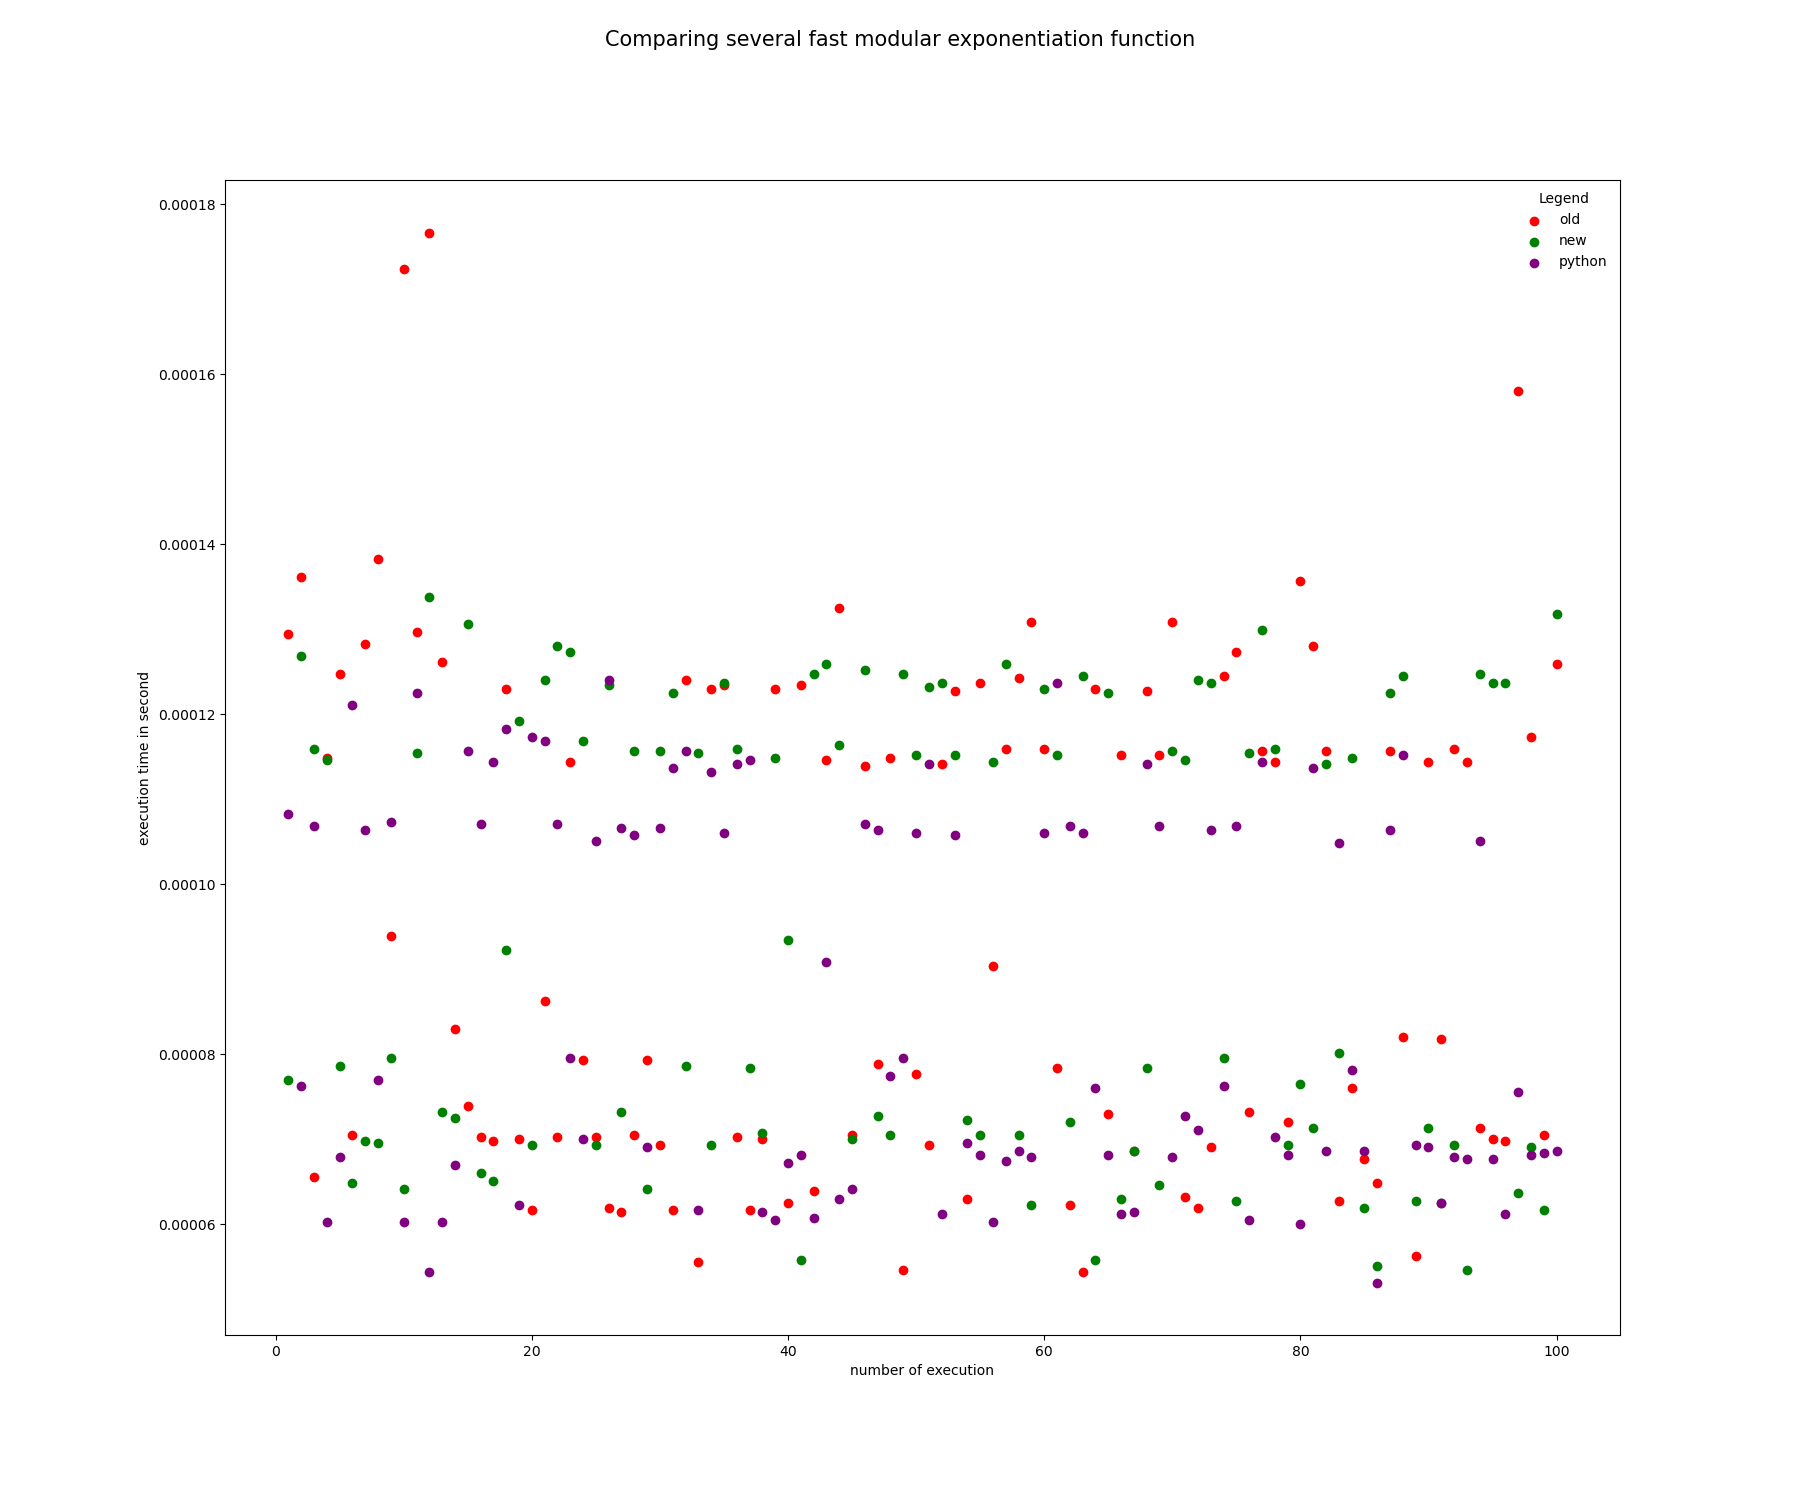 Comparing several fast modular exponentiation function
Legend
old
new
python
0.00018
0.00016
0.00014
0.00012
0.00010
0.00008
0.00006
execution time in second
0 20 40 60 80 100
number of execution